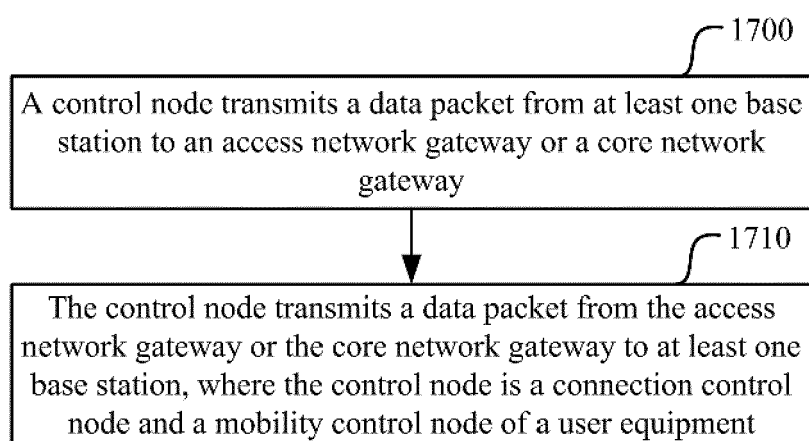 1700
A control node transmits a data packet from at least one base
station to an access network gateway or a core network
gateway
1710
The control node transmits a data packet from the access
network gateway or the core network gateway to at least one
base station, where the control node is a connection control
node and a mobility control node of a user equipment